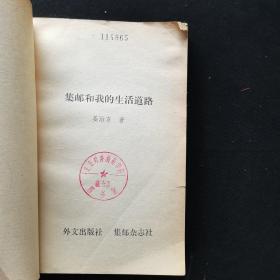 114865
集邮和我的生活道路
姜治方 著
外文出版社 集邮杂志社